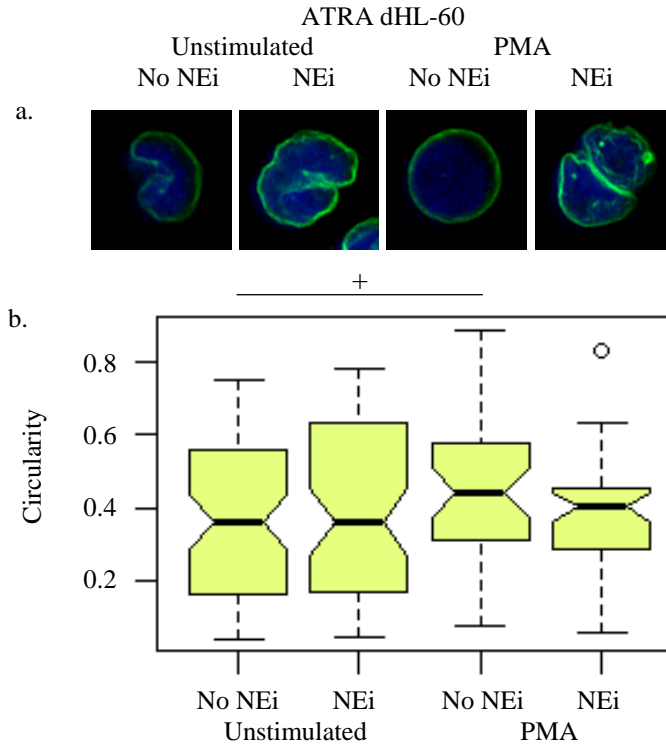 ATRA dHL-60
Unstimulated PMA
No NEi NEi No NEi NEi
a.
+
b.
0.8
0.6
0.4
0.2
Circularity
No NEi NEi No NEi NEi
Unstimulated PMA